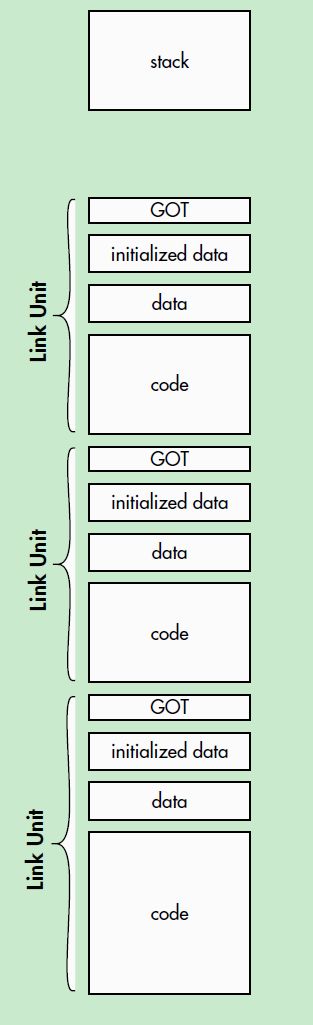 stack
Link Unit
GOT
initialized data
data
code
Link Unit
GOT
initialized data
data
code
Link Unit
GOT
initialized data
data
code